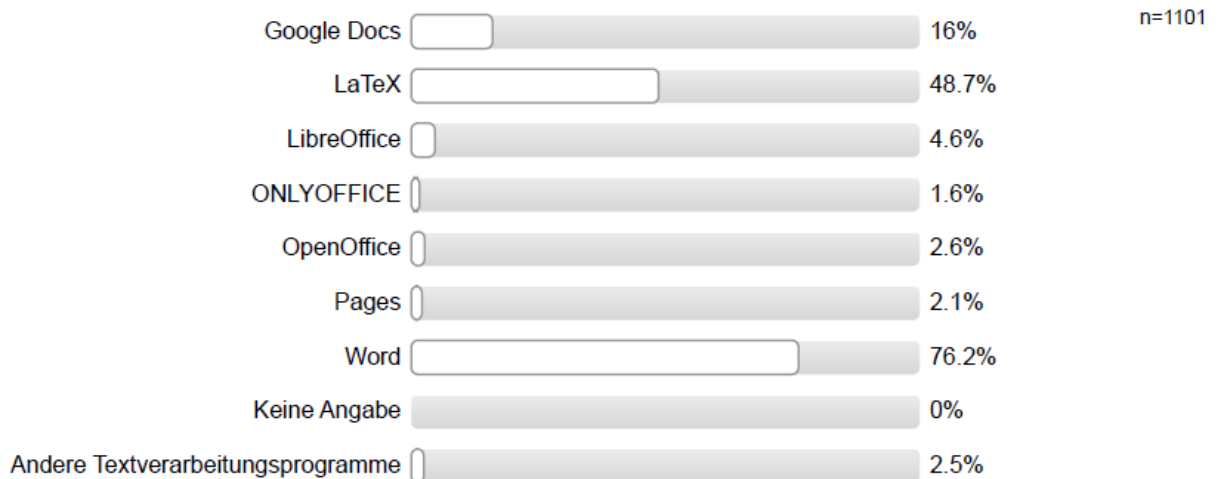 n=1101
Google Docs 16%
LaTeX 48.7%
LibreOffice 4.6%
ONLYOFFICE 1.6%
OpenOffice 2.6%
Pages 2.1%
Word 76.2%
Keine Angabe 0%
Andere Textverarbeitungsprogramme 2.5%